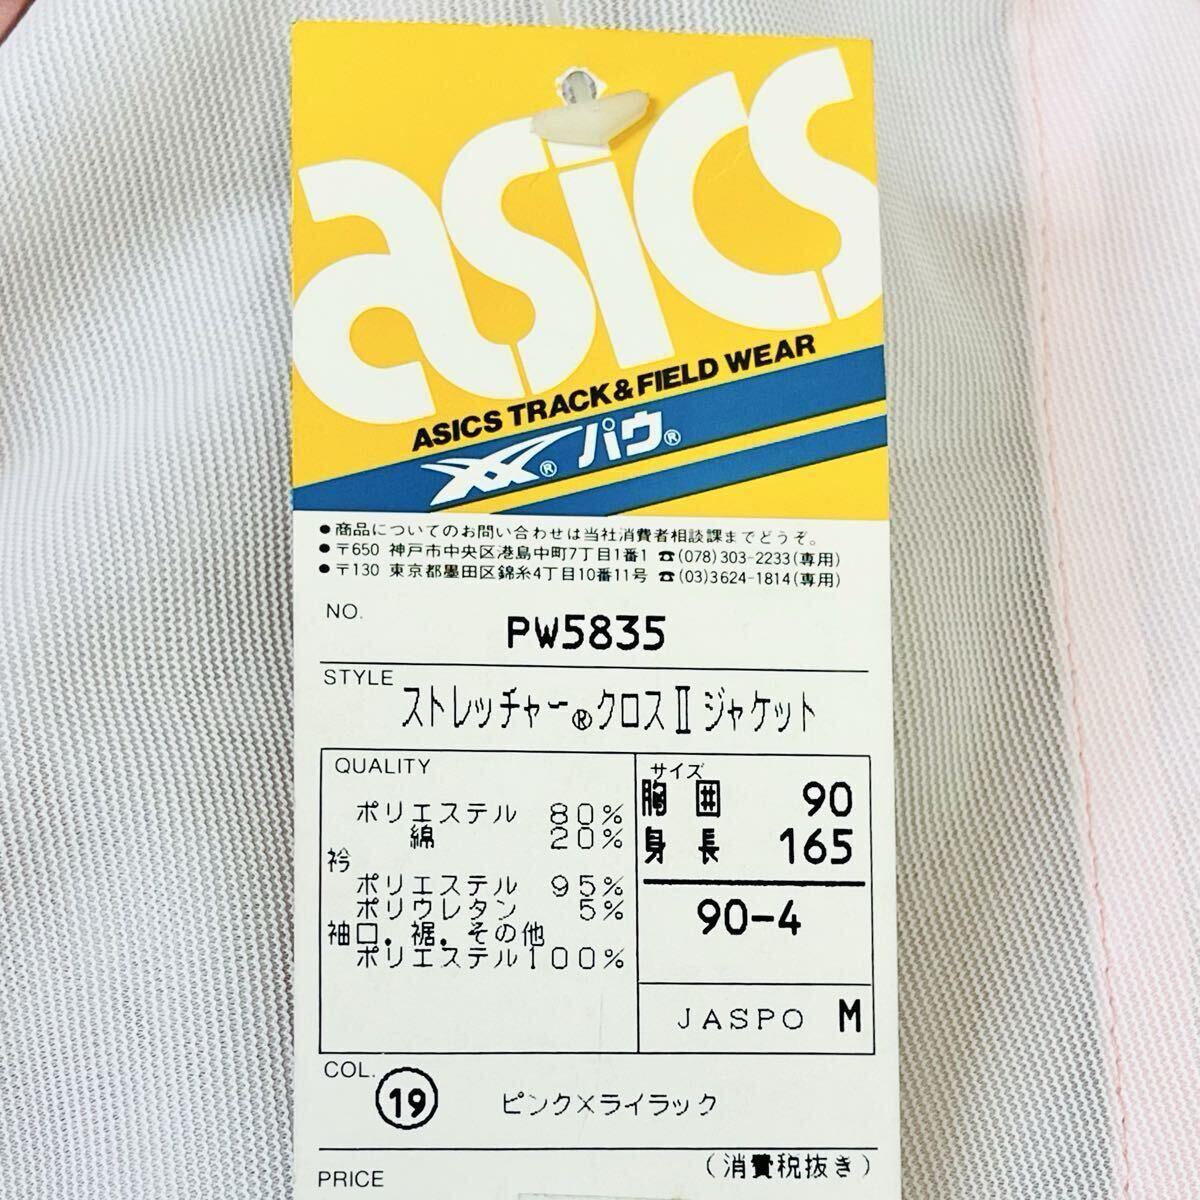 asics
ASICS TRACK&FIELD WEAR
® パウ®
●商品についてのお問い合わせは当社消費者相談課までどうぞ。
●〒650 神戸市中央区港島中町7丁目1番1 ☎(078)303-2233(専用)
●〒130 東京都墨田区錦糸4丁目10番11号 ☎(03)3624-1814(専用)
NO.
PW5835
STYLE
ストレッチャー®クロスⅡジャケット
QUALITY
ポリエステル 80%
綿 20%
衿
ポリエステル 95%
ポリウレタン 5%
袖口.裾.その他
ポリエステル100%
サイズ
胸囲 90
身長 165
90-4
JASPO M
COL.
19 ピンク×ライラック
(消費税抜き)
PRICE